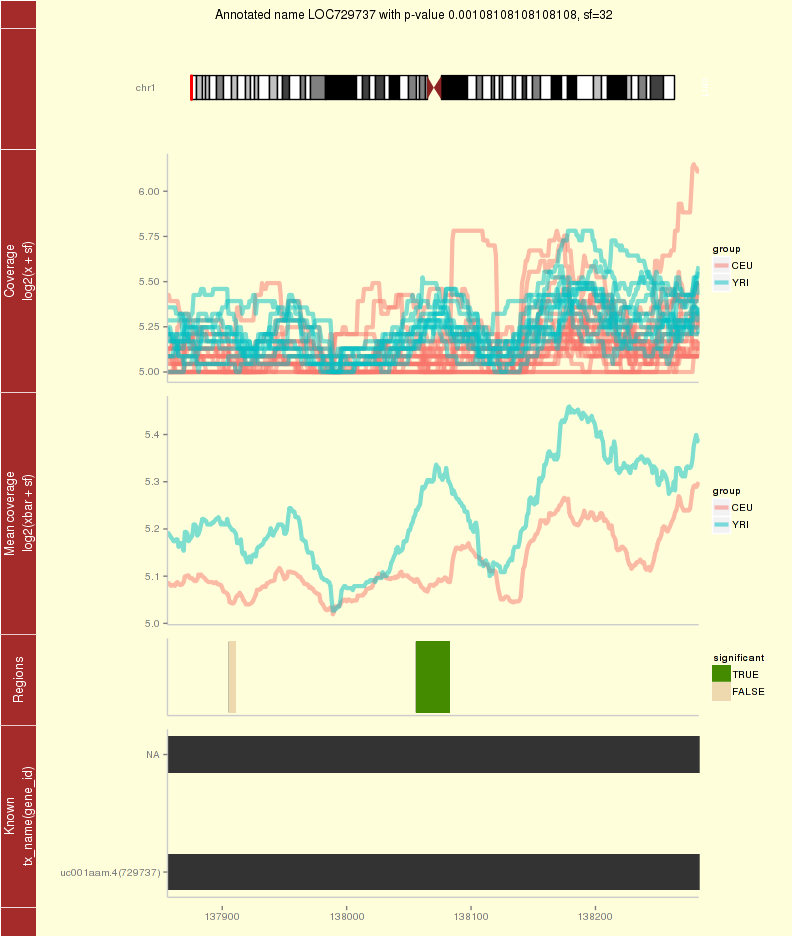 Annotated name LOC729737 with p-value 0.00108108108108108, sf=32
chr1
Coverage
log2(x + sf)
6.00
5.75
5.50
5.25
5.00
group
CEU
YRI
Mean coverage
log2(xbar + sf)
5.4
5.3
5.2
5.1
5.0
group
CEU
YRI
Regions
significant
TRUE
FALSE
Known
tx_name(gene_id)
NA
uc001aam.4(729737)
137900
138000
138100
138200